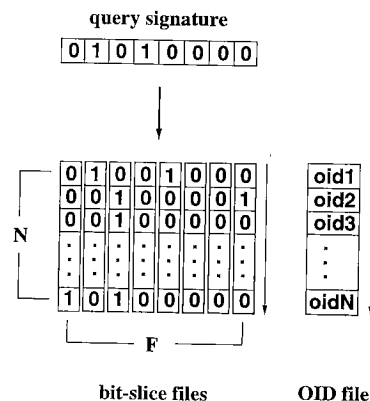 query signature
0 1 0 1 0 0 0 0
0 1 0 0 1 0 0 0 oid1
0 0 1 0 0 0 0 1 oid2
N 0 0 1 0 0 0 0 0 oid3
1 0 1 0 0 0 0 0 oidN
F
bit-slice files OID file